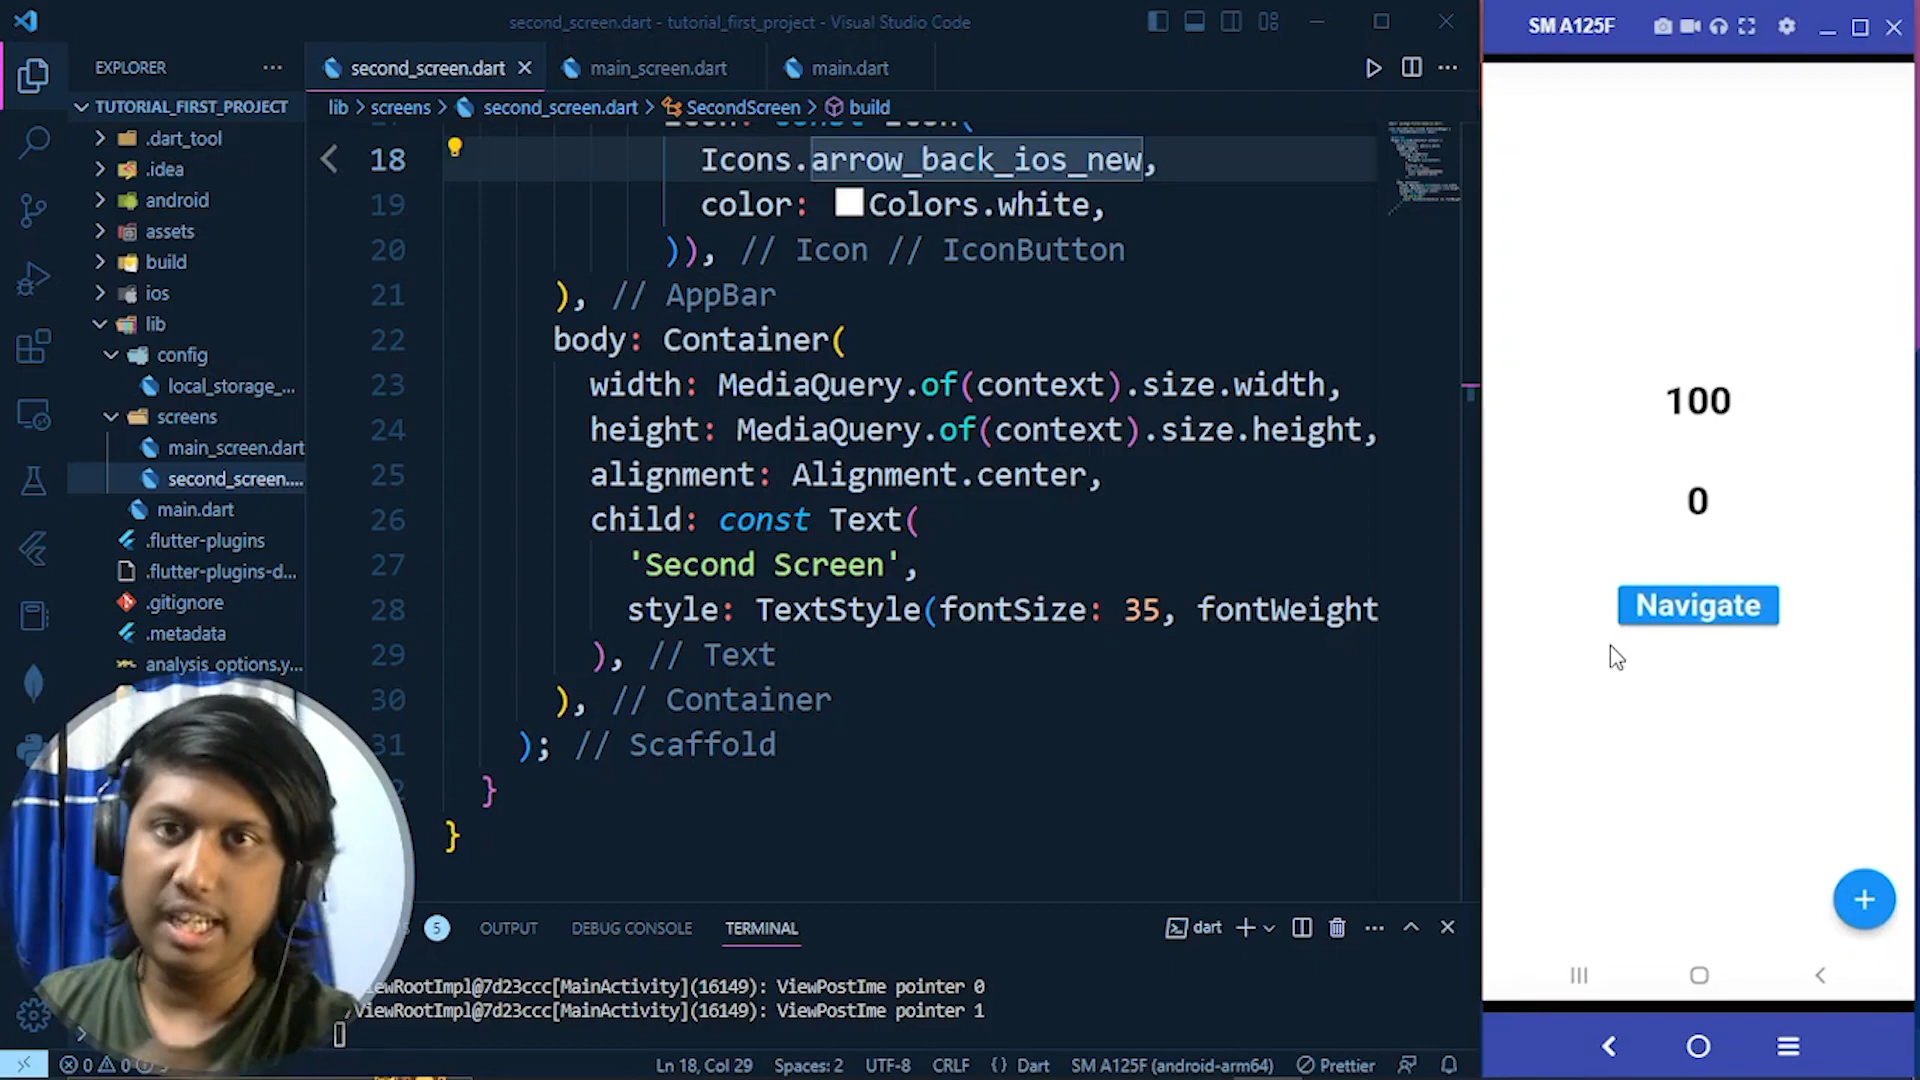 second_screen.dart - tutorial_first_project - Visual Studio Code
SM A125F
EXPLORER
second_screen.dart
main_screen.dart
main.dart
TUTORIAL_FIRST_PROJECT
lib > screens > second_screen.dart > SecondScreen > build
.dart_tool
.idea
android
assets
build
ios
lib
config
local_storage_...
screens
main_screen.dart
second_screen....
main.dart
.flutter-plugins
.flutter-plugins-d...
.gitignore
.metadata
analysis_options.y...
icon: const Icon(
18 Icons.arrow_back_ios_new,
19 color: Colors.white,
20 )), // Icon // IconButton
21 ), // AppBar
22 body: Container(
23 width: MediaQuery.of(context).size.width,
24 height: MediaQuery.of(context).size.height,
25 alignment: Alignment.center,
26 child: const Text(
27 'Second Screen',
28 style: TextStyle(fontSize: 35, fontWeight
29 ), // Text
30 ), // Container
31 ); // Scaffold
}
}
100
0
Navigate
+
5
OUTPUT
DEBUG CONSOLE
TERMINAL
dart
ViewRootImpl@7d23ccc[MainActivity](16149): ViewPostIme pointer 0
ViewRootImpl@7d23ccc[MainActivity](16149): ViewPostIme pointer 1
0 0
Ln 18, Col 29
Spaces: 2
UTF-8
CRLF
{ } Dart
SM A125F (android-arm64)
Prettier